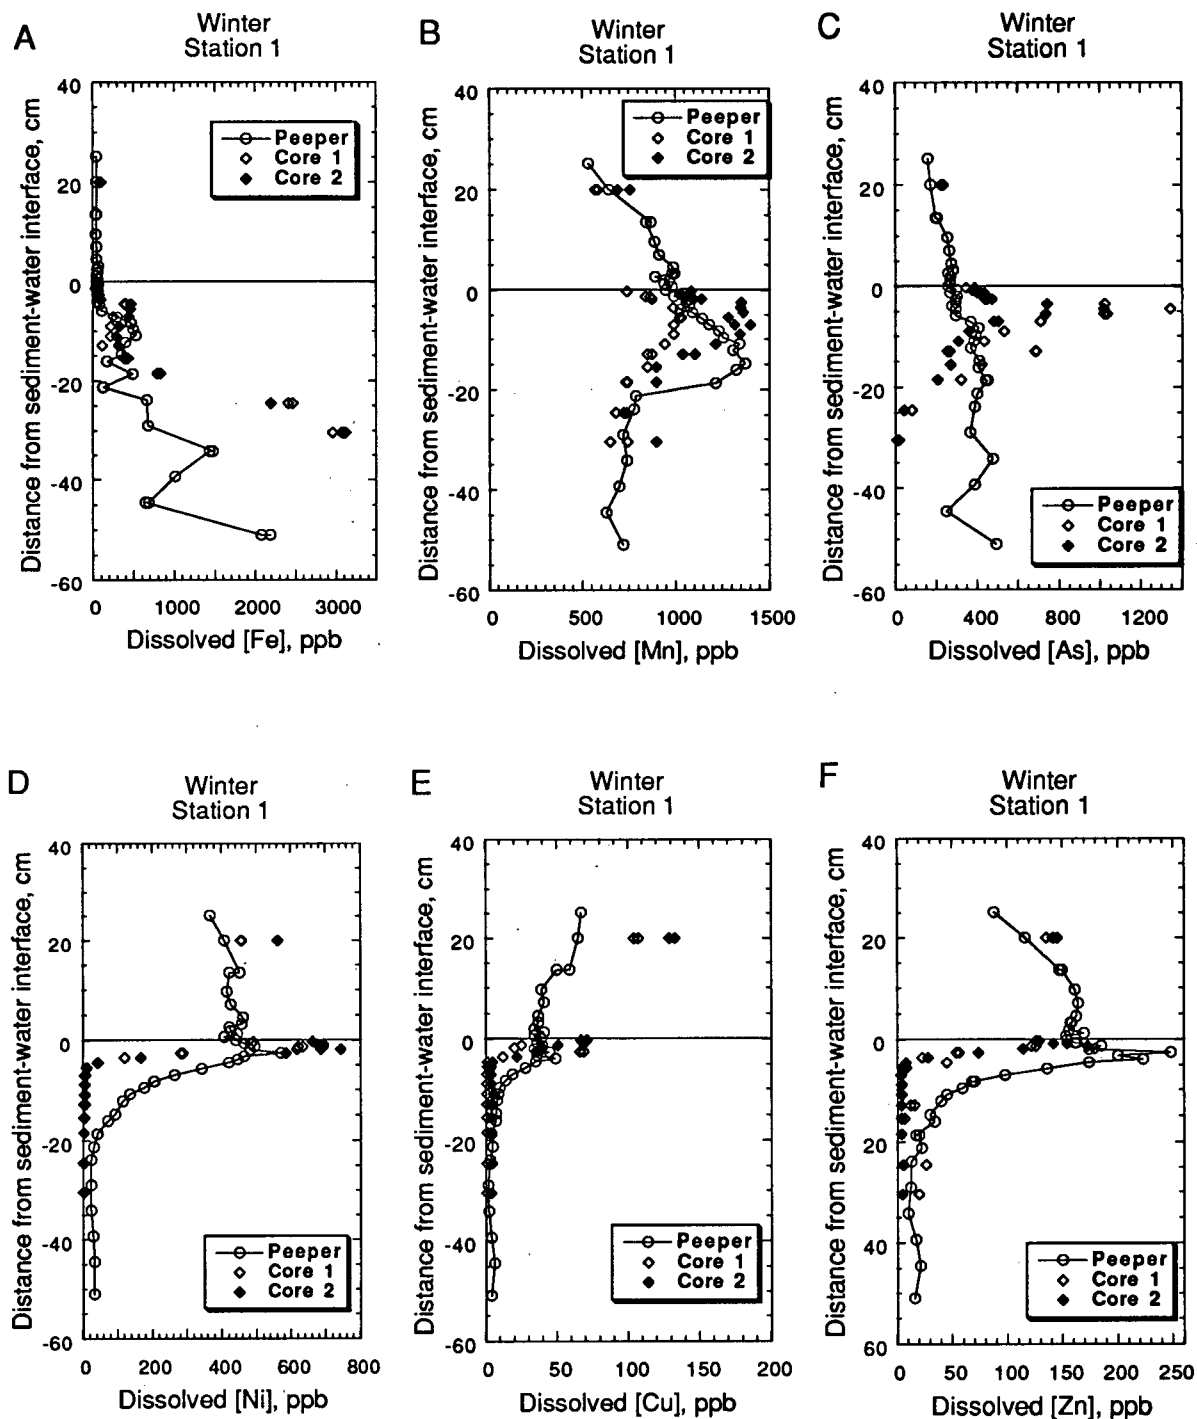 A
Winter
Station 1
40
20
0
-20
-40
-60
0
1000
2000
3000
Distance from sediment-water interface, cm
Dissolved [Fe], ppb
Peeper
Core 1
Core 2
B
Winter
Station 1
40
20
0
-20
-40
-60
0
500
1000
1500
Distance from sediment-water interface, cm
Dissolved [Mn], ppb
Peeper
Core 1
Core 2
C
Winter
Station 1
40
20
0
-20
-40
-60
0
400
800
1200
Distance from sediment-water interface, cm
Dissolved [As], ppb
Peeper
Core 1
Core 2
D
Winter
Station 1
40
20
0
-20
-40
-60
0
200
400
600
800
Distance from sediment-water interface, cm
Dissolved [Ni], ppb
Peeper
Core 1
Core 2
E
Winter
Station 1
40
20
0
-20
-40
-60
0
50
100
150
200
Distance from sediment-water interface, cm
Dissolved [Cu], ppb
Peeper
Core 1
Core 2
F
Winter
Station 1
40
20
0
-20
-40
-60
0
50
100
150
200
250
Distance from sediment-water interface, cm
Dissolved [Zn], ppb
Peeper
Core 1
Core 2